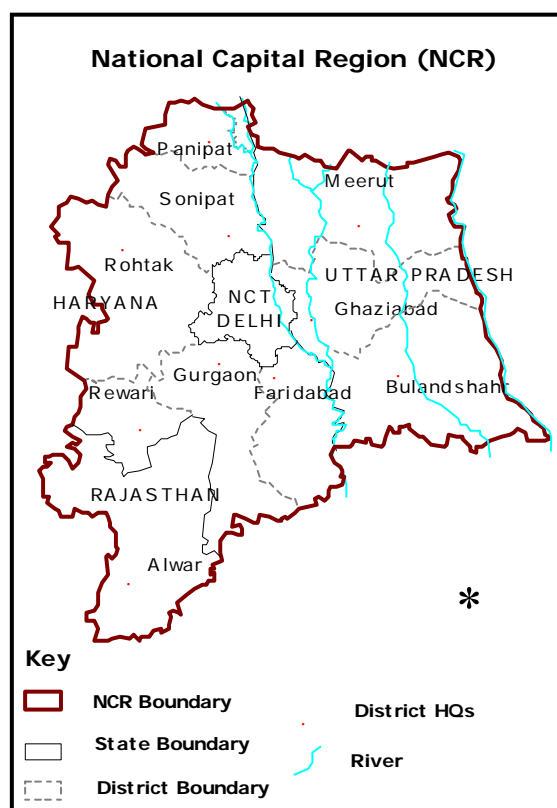 National Capital Region (NCR)
Panipat
Meerut
Sonipat
Rohtak
UTTAR PRADESH
HARYANA
NCT
DELHI
Ghaziabad
Gurgaon
Rewari
Faridabad
Bulandshahr
RAJASTHAN
Alwar
*
Key
NCR Boundary
District HQs
State Boundary
River
District Boundary